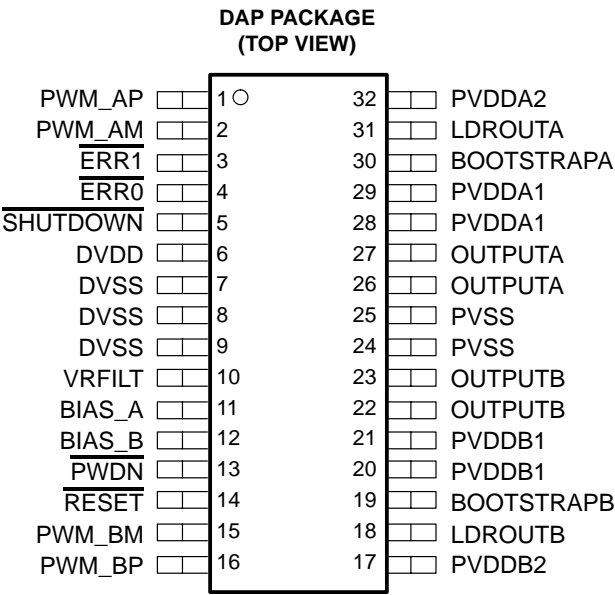 DAP PACKAGE
(TOP VIEW)
PWM_AP 1 32 PVDDA2
PWM_AM 2 31 LDROUTA
ERR1 3 30 BOOTSTRAPA
ERR0 4 29 PVDDA1
SHUTDOWN 5 28 PVDDA1
DVDD 6 27 OUTPUTA
DVSS 7 26 OUTPUTA
DVSS 8 25 PVSS
DVSS 9 24 PVSS
VRFILT 10 23 OUTPUTB
BIAS_A 11 22 OUTPUTB
BIAS_B 12 21 PVDDB1
PWDN 13 20 PVDDB1
RESET 14 19 BOOTSTRAPB
PWM_BM 15 18 LDROUTB
PWM_BP 16 17 PVDDB2